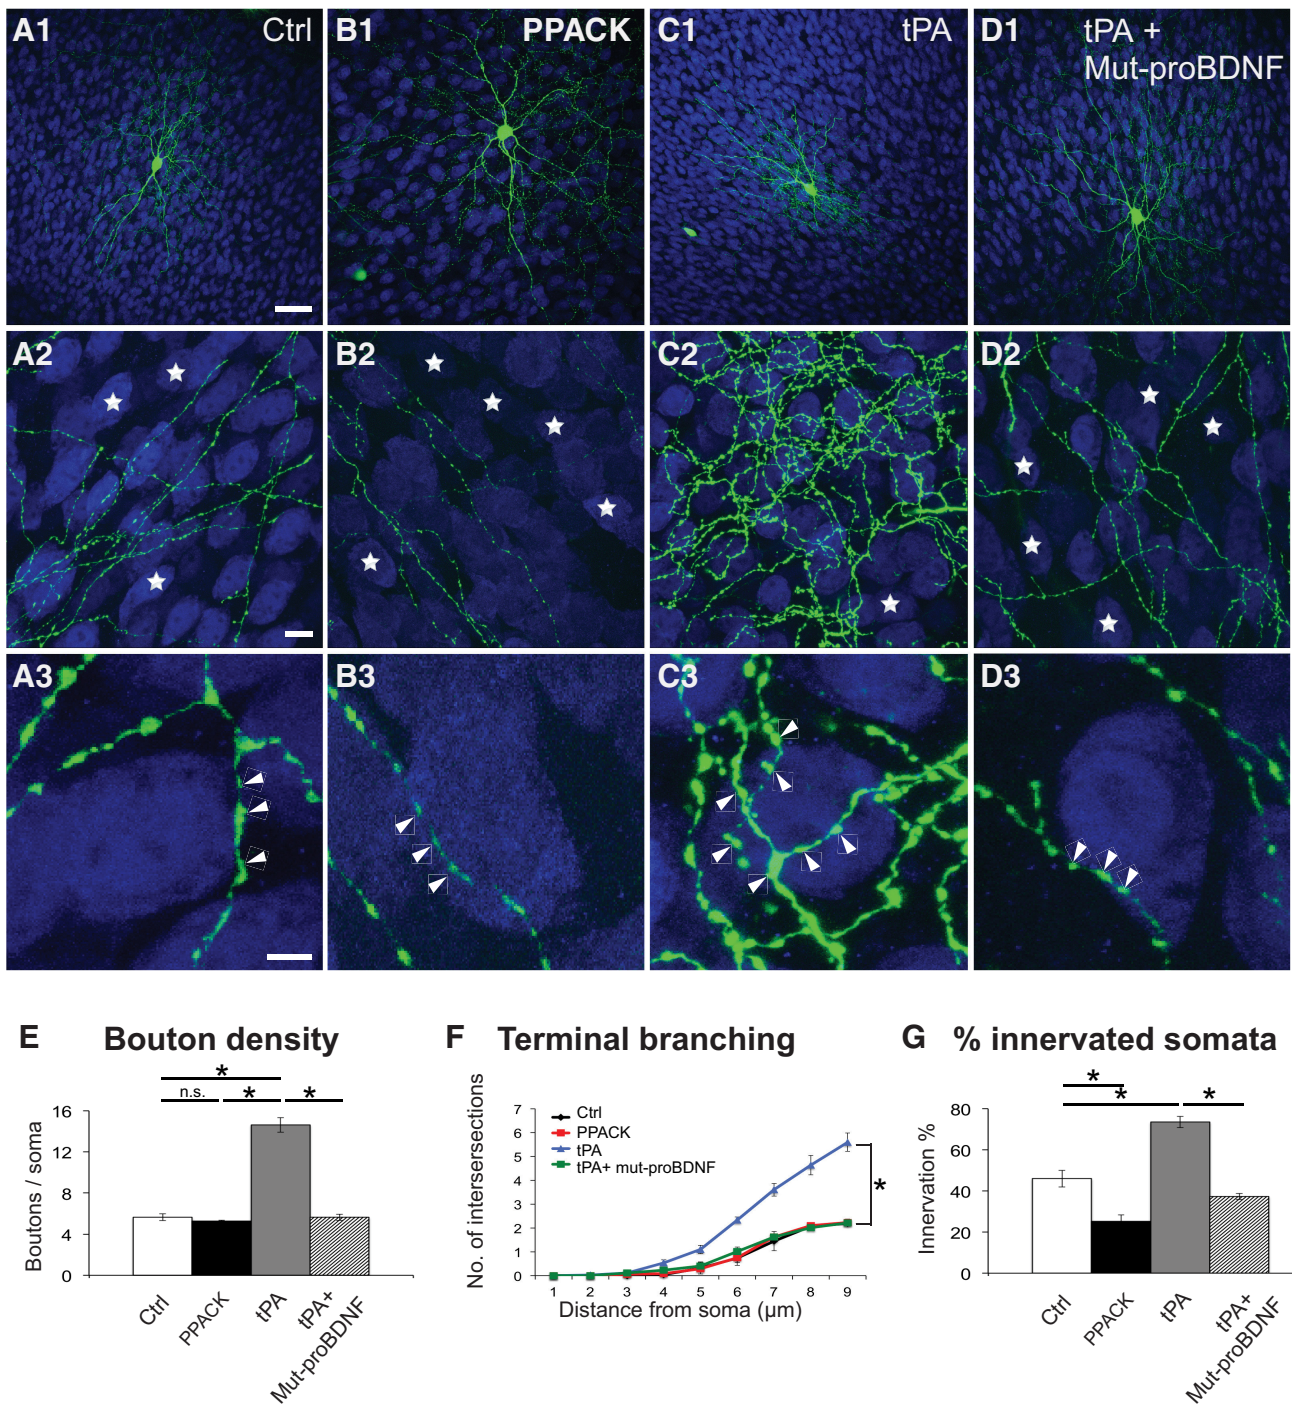 A1 Ctrl
B1 PPACK
C1 tPA
D1 tPA +
Mut-proBDNF
A2
B2
C2
D2
A3
B3
C3
D3
E Bouton density
* 
n.s. * *
Boutons / soma
16
12
8
4
0
Ctrl
PPACK
tPA
tPA+
Mut-proBDNF
F Terminal branching
No. of intersersections
7
6
5
4
3
2
1
0
Ctrl
PPACK
tPA
tPA+ mut-proBDNF
*
1 2 3 4 5 6 7 8 9
Distance from soma (µm)
G % innervated somata
*
* *
Innervation %
80
60
40
20
0
Ctrl
PPACK
tPA
tPA+
Mut-proBDNF